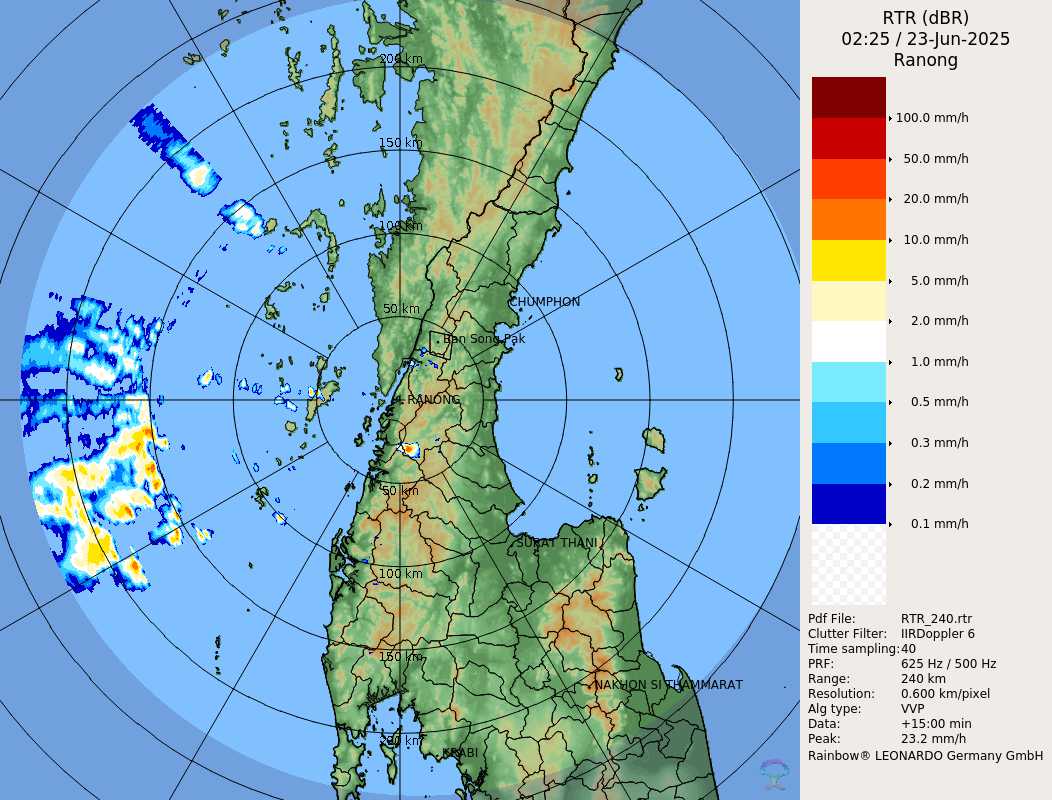 RTR (dBR)
02:25 / 23-Jun-2025
Ranong
100.0 mm/h
50.0 mm/h
20.0 mm/h
10.0 mm/h
5.0 mm/h
2.0 mm/h
1.0 mm/h
0.5 mm/h
0.3 mm/h
0.2 mm/h
0.1 mm/h
Pdf File: RTR_240.rtr
Clutter Filter: IIRDoppler 6
Time sampling:40
PRF: 625 Hz / 500 Hz
Range: 240 km
Resolution: 0.600 km/pixel
Alg type: VVP
Data: +15:00 min
Peak: 23.2 mm/h
Rainbow® LEONARDO Germany GmbH
200 km
150 km
100 km
CHUMPHON
50 km
Ban Song Pak
RANONG
50 km
SURAT THANI
100 km
150 km
NAKHON SI THAMMARAT
200 km
KRABI